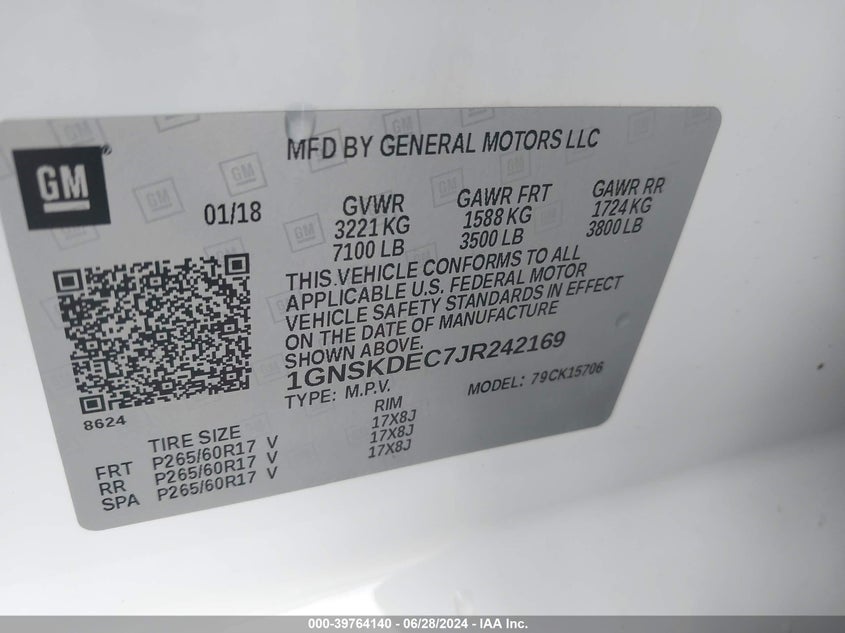 GM
MFD BY GENERAL MOTORS LLC
01/18
GVWR
3221 KG
7100 LB
GAWR FRT
1588 KG
3500 LB
GAWR RR
1724 KG
3800 LB
THIS VEHICLE CONFORMS TO ALL
APPLICABLE U.S. FEDERAL MOTOR
VEHICLE SAFETY STANDARDS IN EFFECT
ON THE DATE OF MANUFACTURE
SHOWN ABOVE.
1GNSKDEC7JR242169
TYPE: M.P.V.
MODEL: 79CK15706
8624
TIRE SIZE
RIM
FRT P265/60R17 V 17X8J
RR P265/60R17 V 17X8J
SPA P265/60R17 V 17X8J
000-39764140 - 06/28/2024 - IAA Inc.